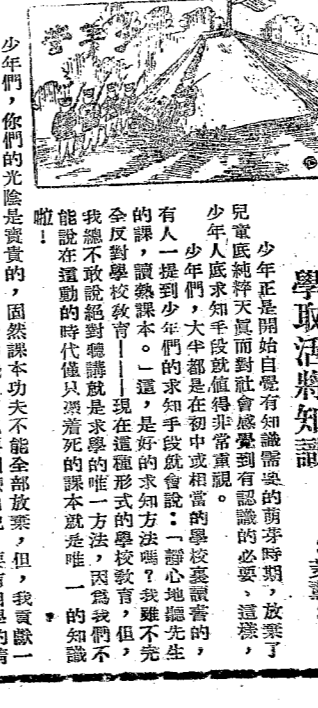 少年營
學取活將知識
少年正是開始自覺有知識需要的萌芽時期，放棄了
兒童底純粹天真而對社會感覺到有認識的必要、這樣，
少年人底求知手段就値得非常重視。
少年們，大半都是在初中或相當的學校裏讀書的，
有人一提到少年們的求知手段就會說：「靜心地聽先生
的課，讀熟課本。」這，是好的求知方法嗎？我雖不完
全反對學校敎育———現在這種形式的學校敎育，但，
我總不敢說絕對聽講就是求學的唯一方法，因爲我們不
能說在這動的時代僅只要着死的課本就是唯一的知識
啦！
少年們，你們的光陰是寳貴的，固然課本功夫不能全部放棄，但，我貢獻一